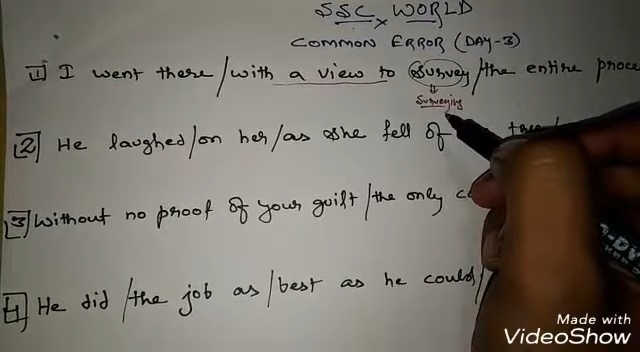 SSC WORLD
COMMON ERROR (DAY-3)
1) I went there / with a view to survey / the entire
surveying
2 He laughed / on her / as she fell of tree /
3 Without no proof of your guilt / the only
4 He did / the job as / best as he could /
Made with
VideoShow